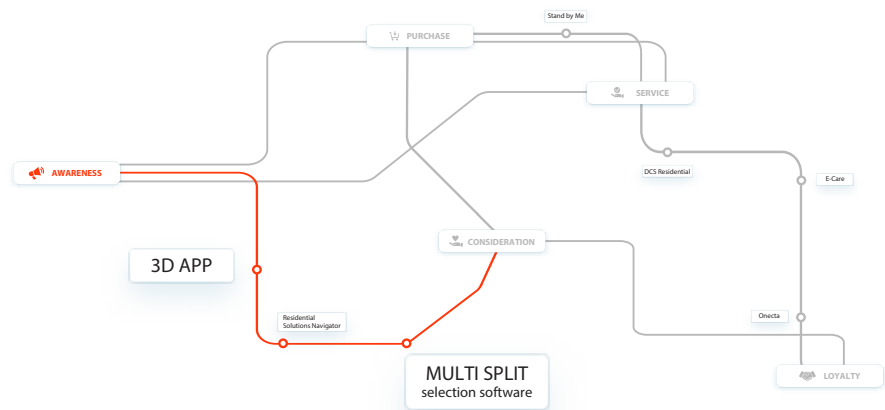 Stand by Me
PURCHASE
SERVICE
AWARENESS
DCS Residential
E-Care
CONSIDERATION
3D APP
Residential
Solutions Navigator
Onecta
MULTI SPLIT
selection software
LOYALTY